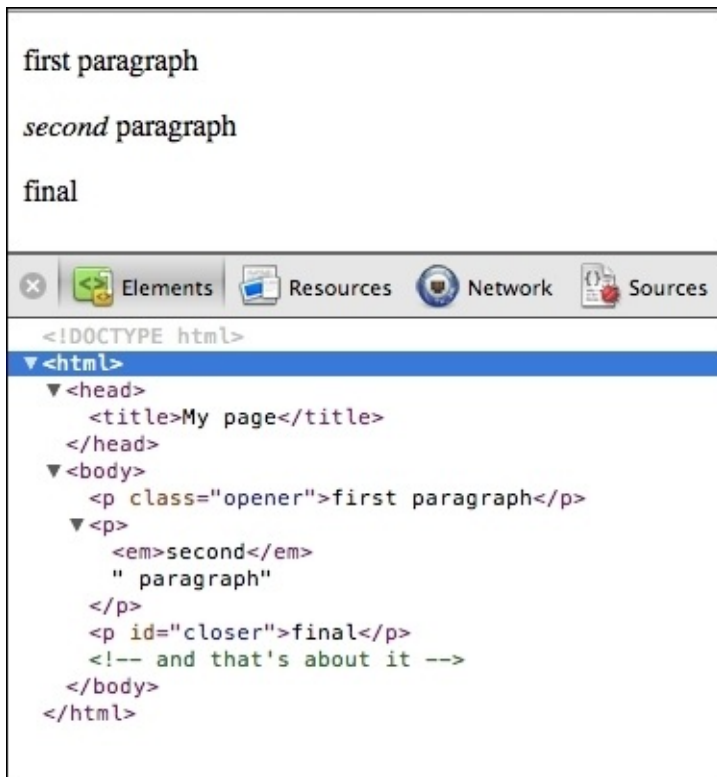 first paragraph
second paragraph
final
Elements Resources Network Sources
<!DOCTYPE html>
<html>
<head>
<title>My page</title>
</head>
<body>
<p class="opener">first paragraph</p>
<p>
<em>second</em>
" paragraph"
</p>
<p id="closer">final</p>
<!-- and that's about it -->
</body>
</html>